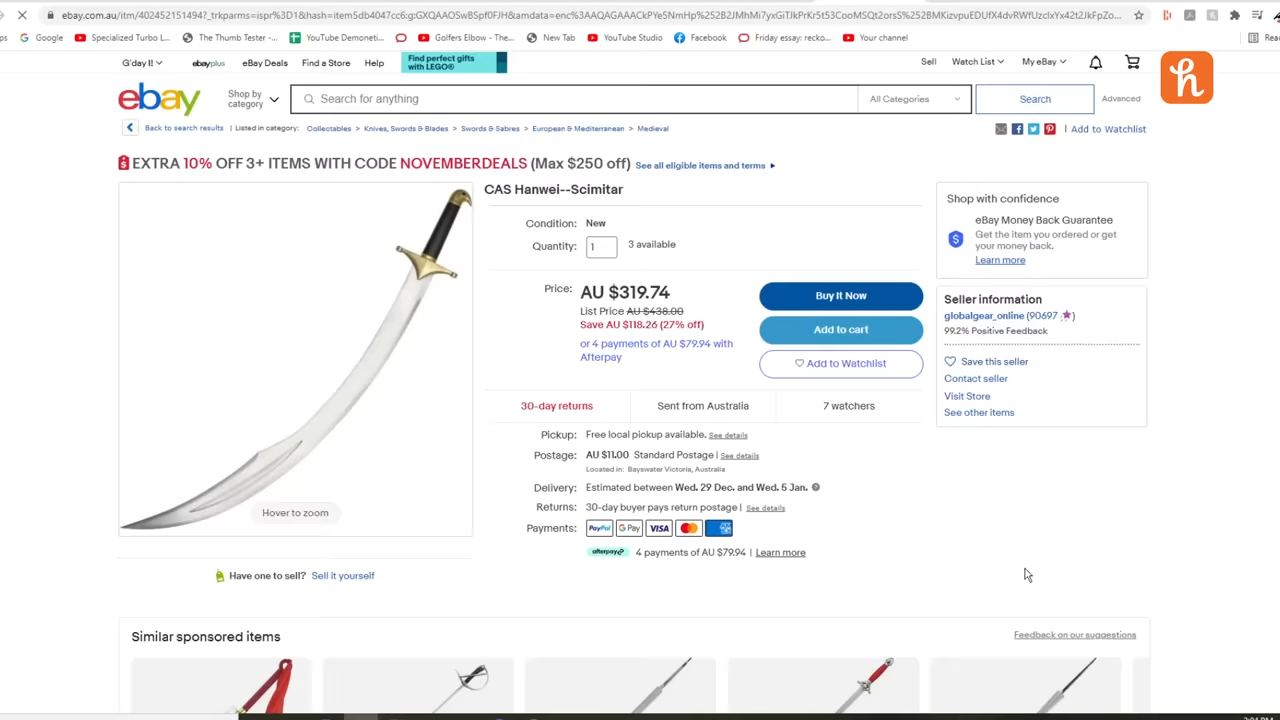 ebay.com.au/itm/402452151494?_trkparms=ispr%3D1&hash=item5db4047cc6:g:GXQAAOSwBSpf0FJH&amdata=enc%3AAQAGAAACkPYe5NmHp%252B2JMhMi7yxGiTJkPrKr5t53CooMSQt2orsS%252BMKizvpuEDUfX4dvRWfUzclxYx42t2JkFpZo...
ps Google Specialized Turbo L... The Thumb Tester -... YouTube Demoneti... Golfers Elbow - The... New Tab YouTube Studio Facebook Friday essay: recko... Your channel Rea
G'day II ebayplus eBay Deals Find a Store Help Find perfect gifts with LEGO® Sell Watch List My eBay
ebay Shop by category Search for anything All Categories Search Advanced
h
Back to search results | Listed in category: Collectables > Knives, Swords & Blades > Swords & Sabres > European & Mediterranean > Medieval | Add to Watchlist
EXTRA 10% OFF 3+ ITEMS WITH CODE NOVEMBERDEALS (Max $250 off) See all eligible items and terms
CAS Hanwei--Scimitar
Condition: New
Quantity: 1 3 available
Price: AU $319.74
List Price AU $438.00
Save AU $118.26 (27% off)
or 4 payments of AU $79.94 with
Afterpay
Buy It Now
Add to cart
Add to Watchlist
30-day returns Sent from Australia 7 watchers
Pickup: Free local pickup available. See details
Postage: AU $11.00 Standard Postage | See details
Located in: Bayswater Victoria, Australia
Delivery: Estimated between Wed. 29 Dec. and Wed. 5 Jan.
Returns: 30-day buyer pays return postage | See details
Payments: PayPal G Pay VISA
afterpay 4 payments of AU $79.94 | Learn more
Shop with confidence
eBay Money Back Guarantee
Get the item you ordered or get
your money back.
Learn more
Seller information
globalgear_online (90697 )
99.2% Positive Feedback
Save this seller
Contact seller
Visit Store
See other items
Hover to zoom
Have one to sell? Sell it yourself
Similar sponsored items Feedback on our suggestions